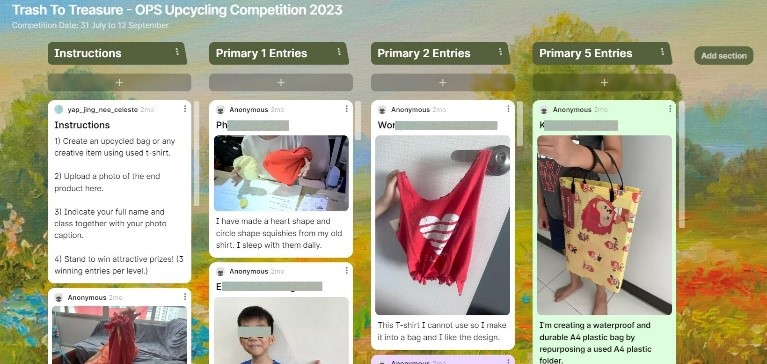 Trash To Treasure - OPS Upcycling Competition 2023
Competition Date: 31 July to 12 September
Instructions
yap_jing_nee_celeste 2mo
Instructions
1) Create an upcycled bag or any
creative item using used t-shirt.
2) Upload a photo of the end
product here.
3) Indicate your full name and
class together with your photo
caption.
4) Stand to win attractive prizes! (3
winning entries per level.)
Anonymous 2mo
Primary 1 Entries
Anonymous 2mo
Ph
I have made a heart shape and
circle shape squishies from my old
shirt. I sleep with them daily.
Anonymous 2mo
E
Primary 2 Entries
Anonymous 2mo
Wor
This T-shirt I cannot use so I make
it into a bag and I like the design.
Primary 5 Entries
Anonymous 2mo
K
I'm creating a waterproof and
durable A4 plastic bag by
repurposing a used A4 plastic
folder.
Add section